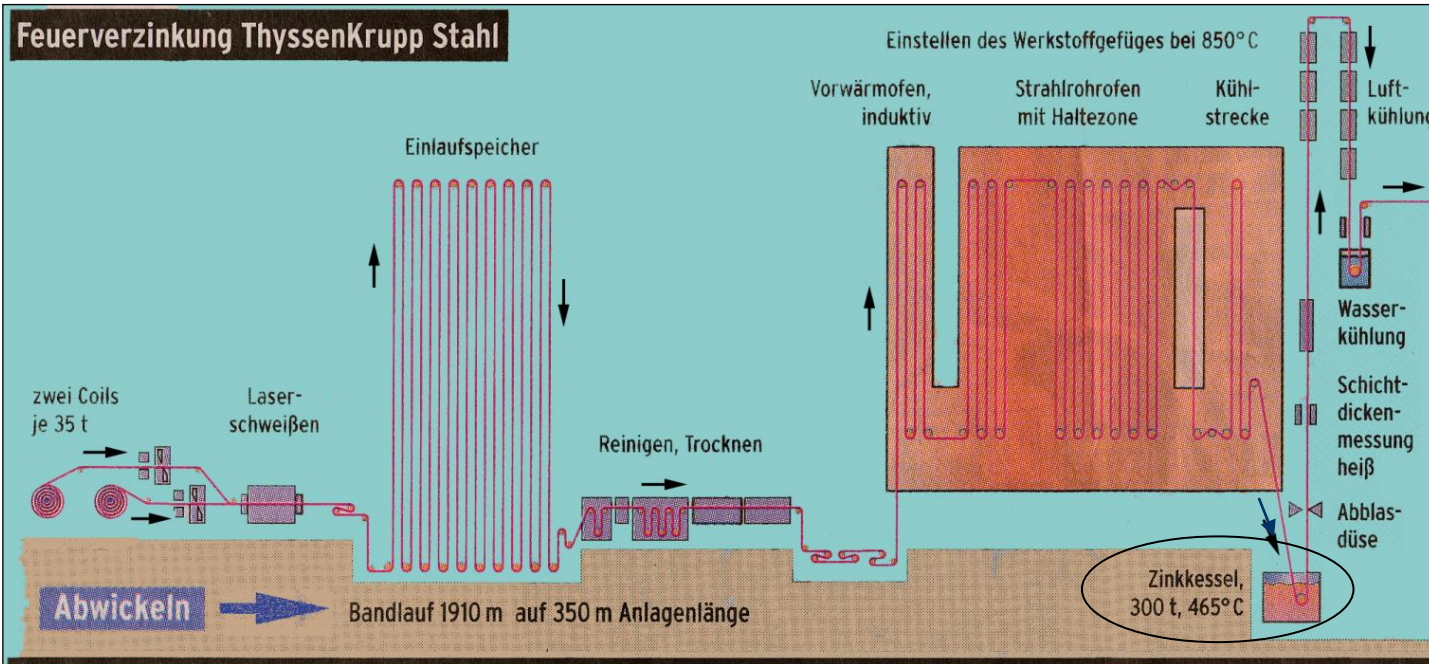 Feuerverzinkung ThyssenKrupp Stahl
Einstellen des Werkstoffgefüges bei 850°C
Vorwärmofen,
induktiv
Strahlrohrofen
mit Haltezone
Kühl-
strecke
Luft-
kühlung
Einlaufspeicher
Wasser-
kühlung
zwei Coils
je 35 t
Laser-
schweißen
Schicht-
dicken-
messung
heiß
Reinigen, Trocknen
Abblas-
düse
Zinkkessel,
300 t, 465°C
Abwickeln
Bandlauf 1910 m auf 350 m Anlagenlänge